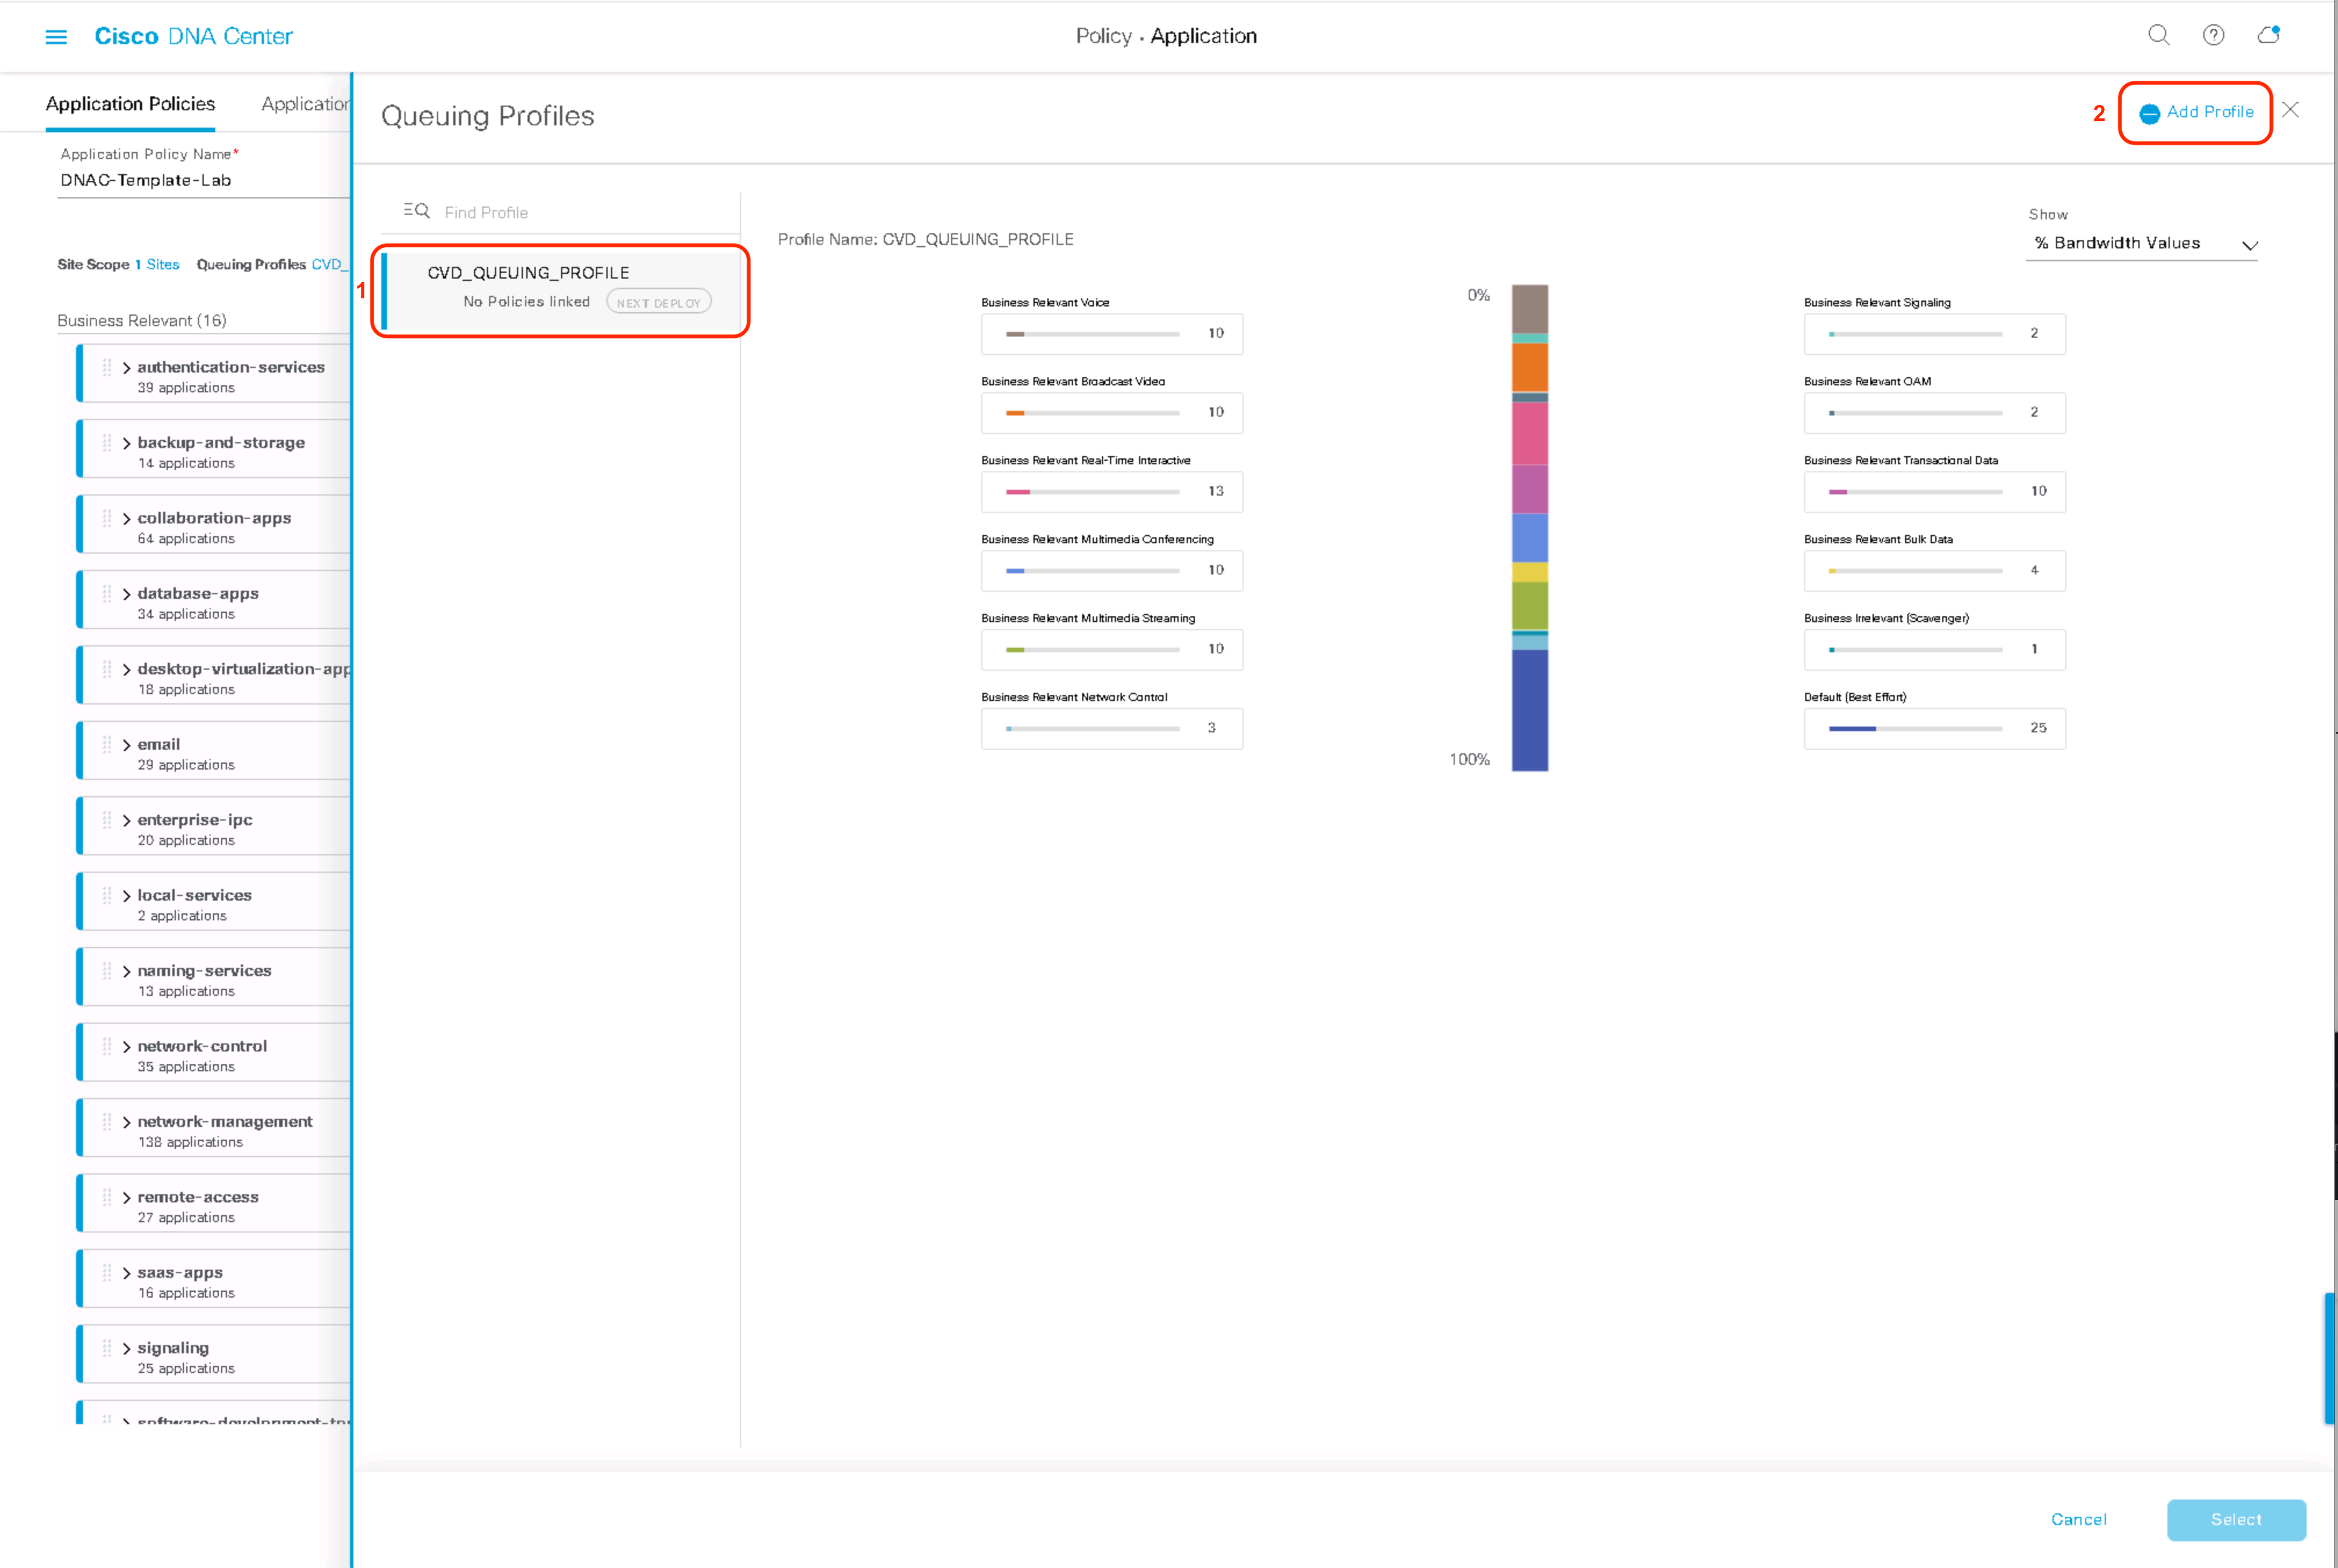 Cisco DNA Center
Policy · Application
Application Policies
Application
Application Policy Name*
DNAC-Template-Lab
Site Scope 1 Sites Queuing Profiles CVD_
Business Relevant (16)
authentication-services
39 applications
backup-and-storage
14 applications
collaboration-apps
64 applications
database-apps
34 applications
desktop-virtualization-app
18 applications
email
29 applications
enterprise-ipc
20 applications
local-services
2 applications
naming-services
13 applications
network-control
35 applications
network-management
138 applications
remote-access
27 applications
saas-apps
16 applications
signaling
25 applications
Queuing Profiles
2
Add Profile
Find Profile
1
CVD_QUEUING_PROFILE
No Policies linked NEXT DEPLOY
Profile Name: CVD_QUEUING_PROFILE
Show
% Bandwidth Values
Business Relevant Voice
10
Business Relevant Broadcast Video
10
Business Relevant Real-Time Interactive
13
Business Relevant Multimedia Conferencing
10
Business Relevant Multimedia Streaming
10
Business Relevant Network Control
3
0%
100%
Business Relevant Signaling
2
Business Relevant OAM
2
Business Relevant Transactional Data
10
Business Relevant Bulk Data
4
Business Irrelevant (Scavenger)
1
Default (Best Effort)
25
Cancel
Select